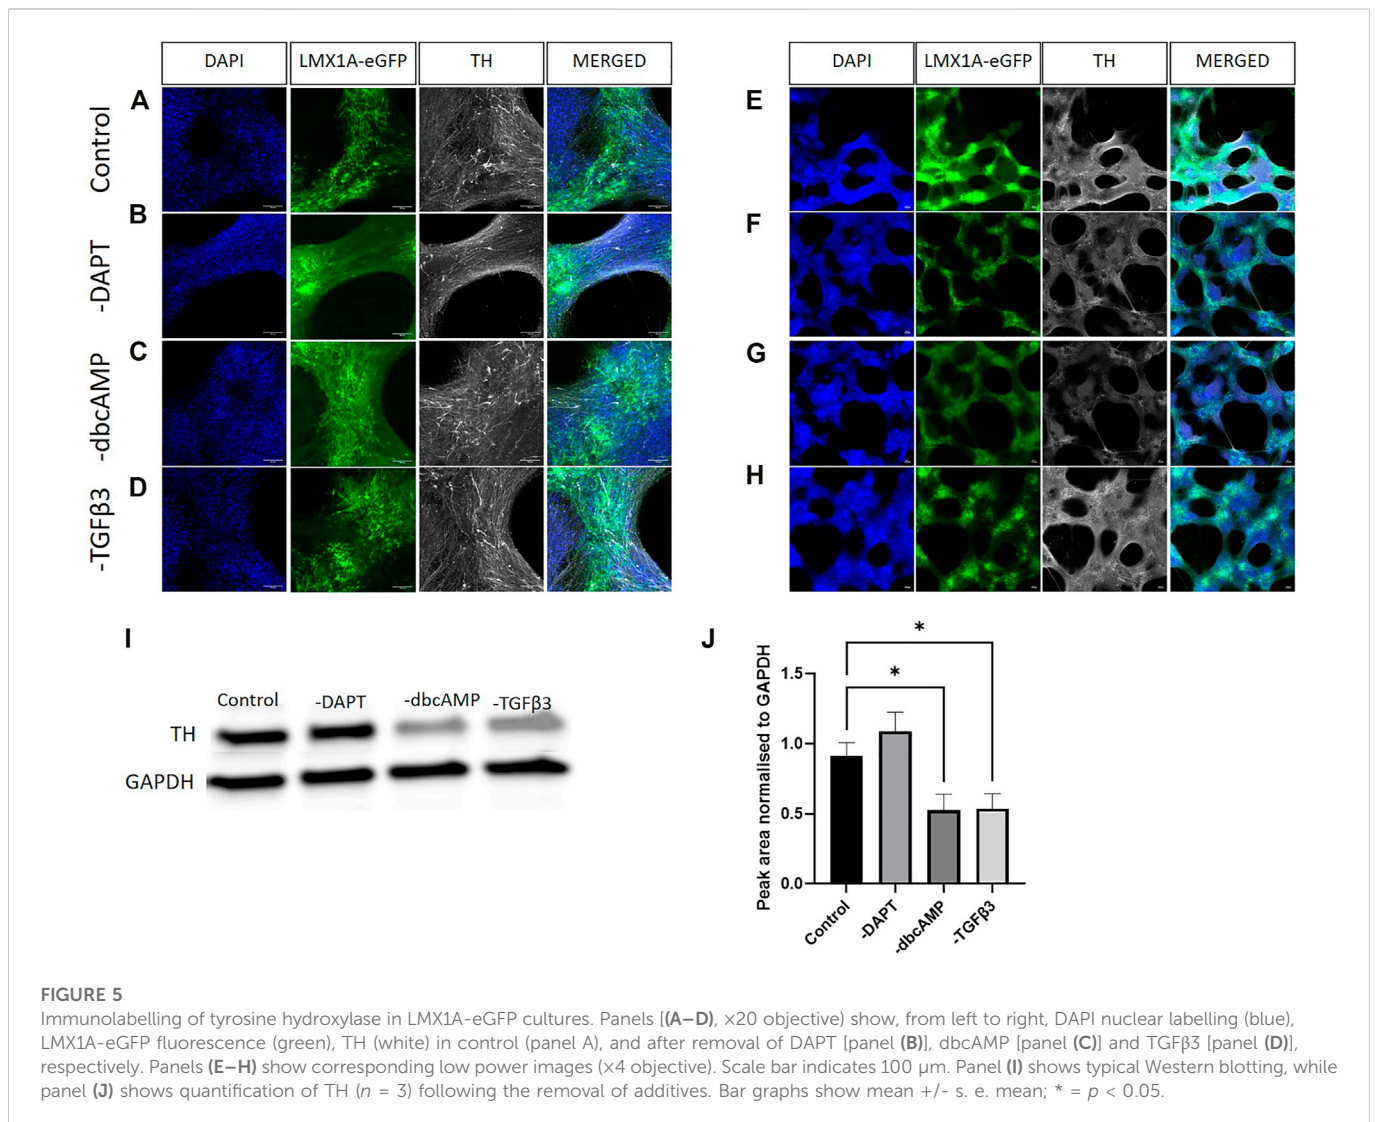 DAPI LMX1A-eGFP TH MERGED DAPI LMX1A-eGFP TH MERGED
A E
Control
B F
-DAPT
C G
-dbcAMP
D H
-TGFβ3
I J
Control -DAPT -dbcAMP -TGFβ3
TH
GAPDH
* *
Peak area normalised to GAPDH
1.5
1.0
0.5
0.0
Control -DAPT -dbcAMP -TGFβ3
FIGURE 5
Immunolabelling of tyrosine hydroxylase in LMX1A-eGFP cultures. Panels [(A–D), ×20 objective) show, from left to right, DAPI nuclear labelling (blue),
LMX1A-eGFP fluorescence (green), TH (white) in control (panel A), and after removal of DAPT [panel (B)], dbcAMP [panel (C)] and TGFβ3 [panel (D)],
respectively. Panels (E–H) show corresponding low power images (×4 objective). Scale bar indicates 100 μm. Panel (I) shows typical Western blotting, while
panel (J) shows quantification of TH (n = 3) following the removal of additives. Bar graphs show mean +/- s. e. mean; * = p < 0.05.